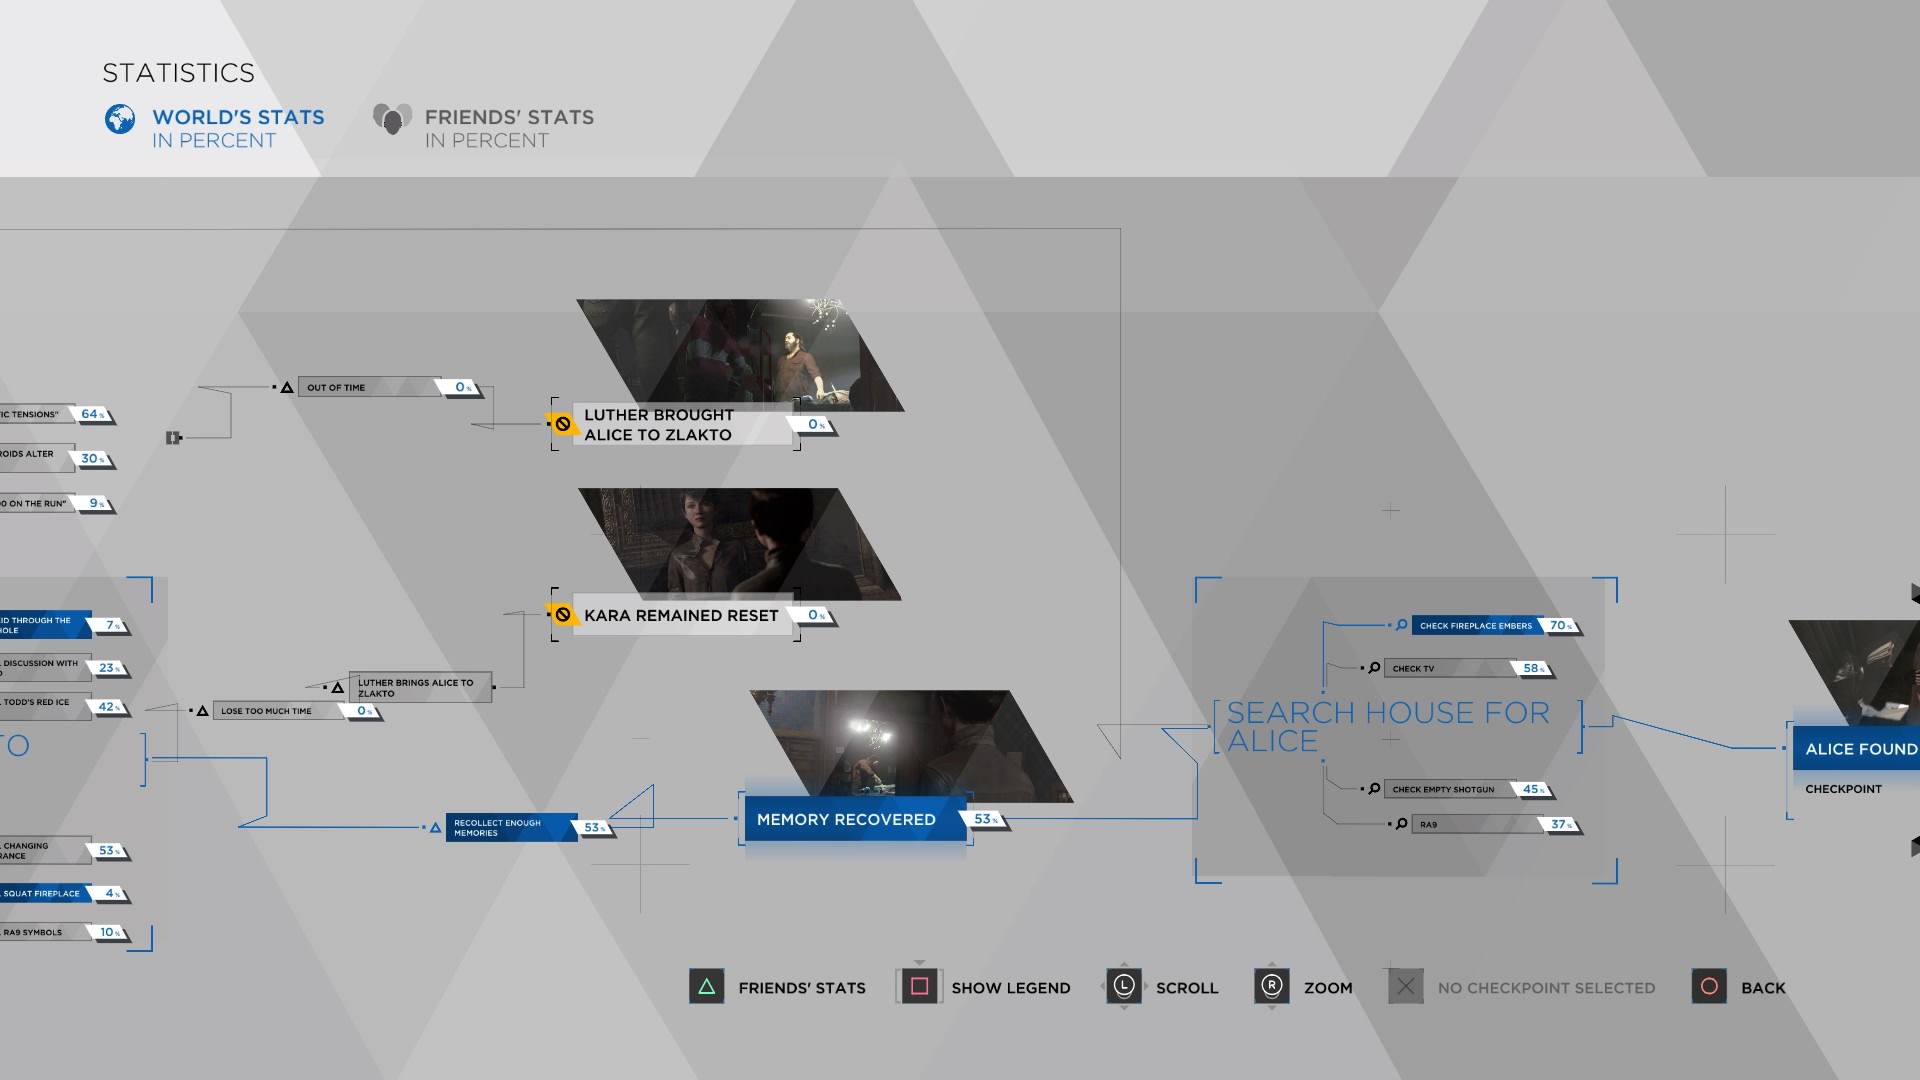 STATISTICS
WORLD'S STATS
IN PERCENT
FRIENDS' STATS
IN PERCENT
OUT OF TIME 0%
LUTHER BROUGHT
ALICE TO ZLAKTO
0%
TENSIONS" 64%
ALTER
30%
ON THE RUN" 9%
KARA REMAINED RESET 0%
THROUGH THE
7%
DISCUSSION WITH
23%
TODD'S RED ICE
42%
LUTHER BRINGS ALICE TO
ZLAKTO
LOSE TOO MUCH TIME 0%
RECOLLECT ENOUGH
MEMORIES
53%
MEMORY RECOVERED 53%
CHANGING
53%
SQUAT FIREPLACE 4%
RA9 SYMBOLS 10%
CHECK FIREPLACE EMBERS 70%
CHECK TV 58%
SEARCH HOUSE FOR
ALICE
CHECK EMPTY SHOTGUN 45%
RA9 37%
ALICE FOUND
CHECKPOINT
FRIENDS' STATS
SHOW LEGEND
L SCROLL
R ZOOM
NO CHECKPOINT SELECTED
BACK